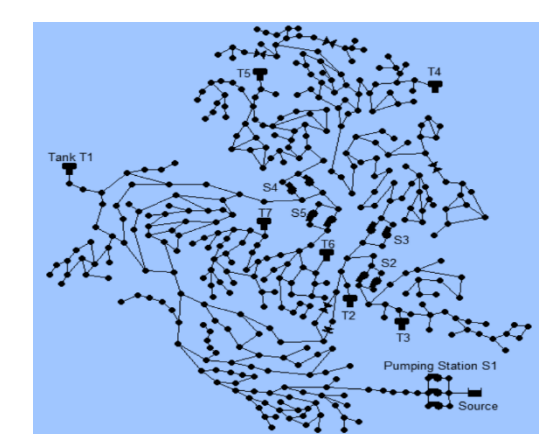 T5
T4
Tank T1
S4
T7
S5
S3
T6
S2
T2
T3
Pumping Station S1
Source